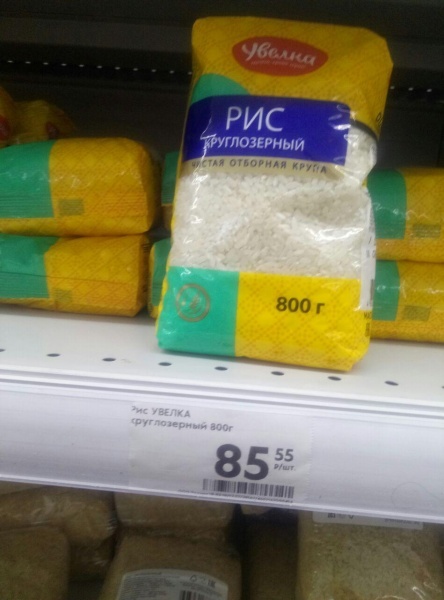 Увелка
РИС
КРУГЛОЗЕРНЫЙ
ЧИСТАЯ ОТБОРНАЯ КРУПА
800 г
Рис УВЕЛКА
круглозерный 800г
85 55
Р/шт.